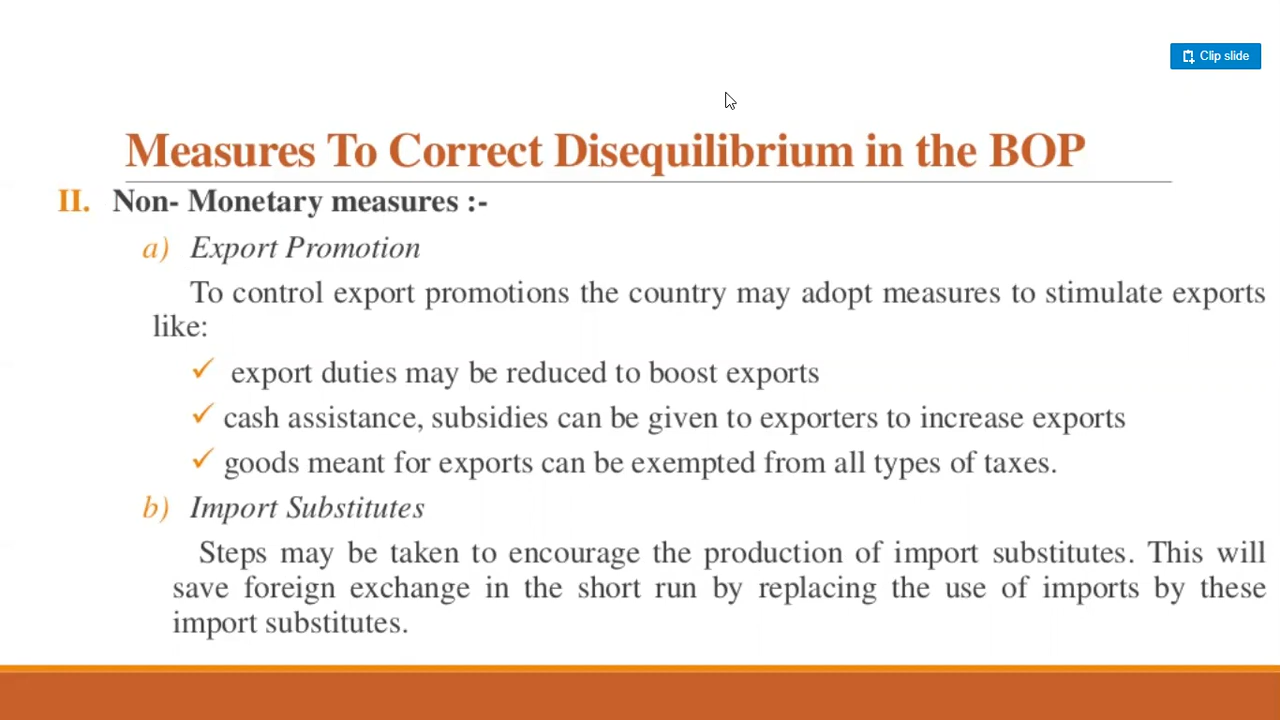 Clip slide
Measures To Correct Disequilibrium in the BOP
II. Non- Monetary measures :-
a) Export Promotion
To control export promotions the country may adopt measures to stimulate exports
like:
✓ export duties may be reduced to boost exports
✓ cash assistance, subsidies can be given to exporters to increase exports
✓ goods meant for exports can be exempted from all types of taxes.
b) Import Substitutes
Steps may be taken to encourage the production of import substitutes. This will
save foreign exchange in the short run by replacing the use of imports by these
import substitutes.